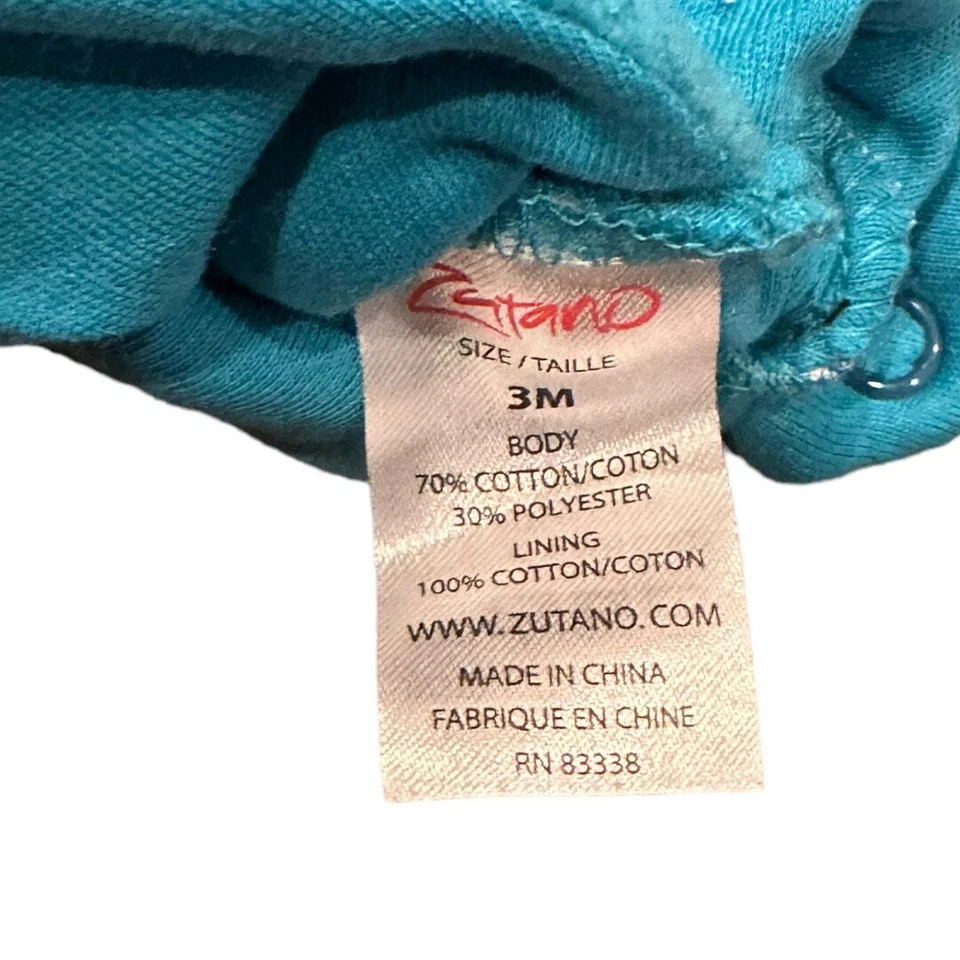 Zutano
SIZE / TAILLE
3M
BODY
70% COTTON/COTON
30% POLYESTER
LINING
100% COTTON/COTON
WWW.ZUTANO.COM
MADE IN CHINA
FABRIQUE EN CHINE
RN 83338